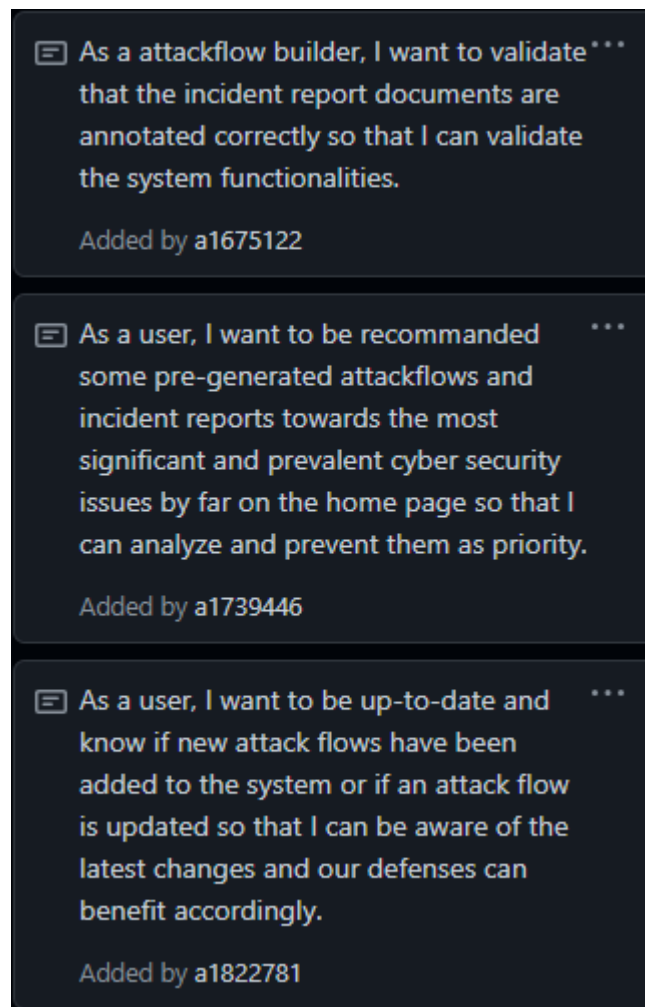 As a attackflow builder, I want to validate
that the incident report documents are
annotated correctly so that I can validate
the system functionalities.
Added by a1675122
As a user, I want to be recommanded
some pre-generated attackflows and
incident reports towards the most
significant and prevalent cyber security
issues by far on the home page so that I
can analyze and prevent them as priority.
Added by a1739446
As a user, I want to be up-to-date and
know if new attack flows have been
added to the system or if an attack flow
is updated so that I can be aware of the
latest changes and our defenses can
benefit accordingly.
Added by a1822781